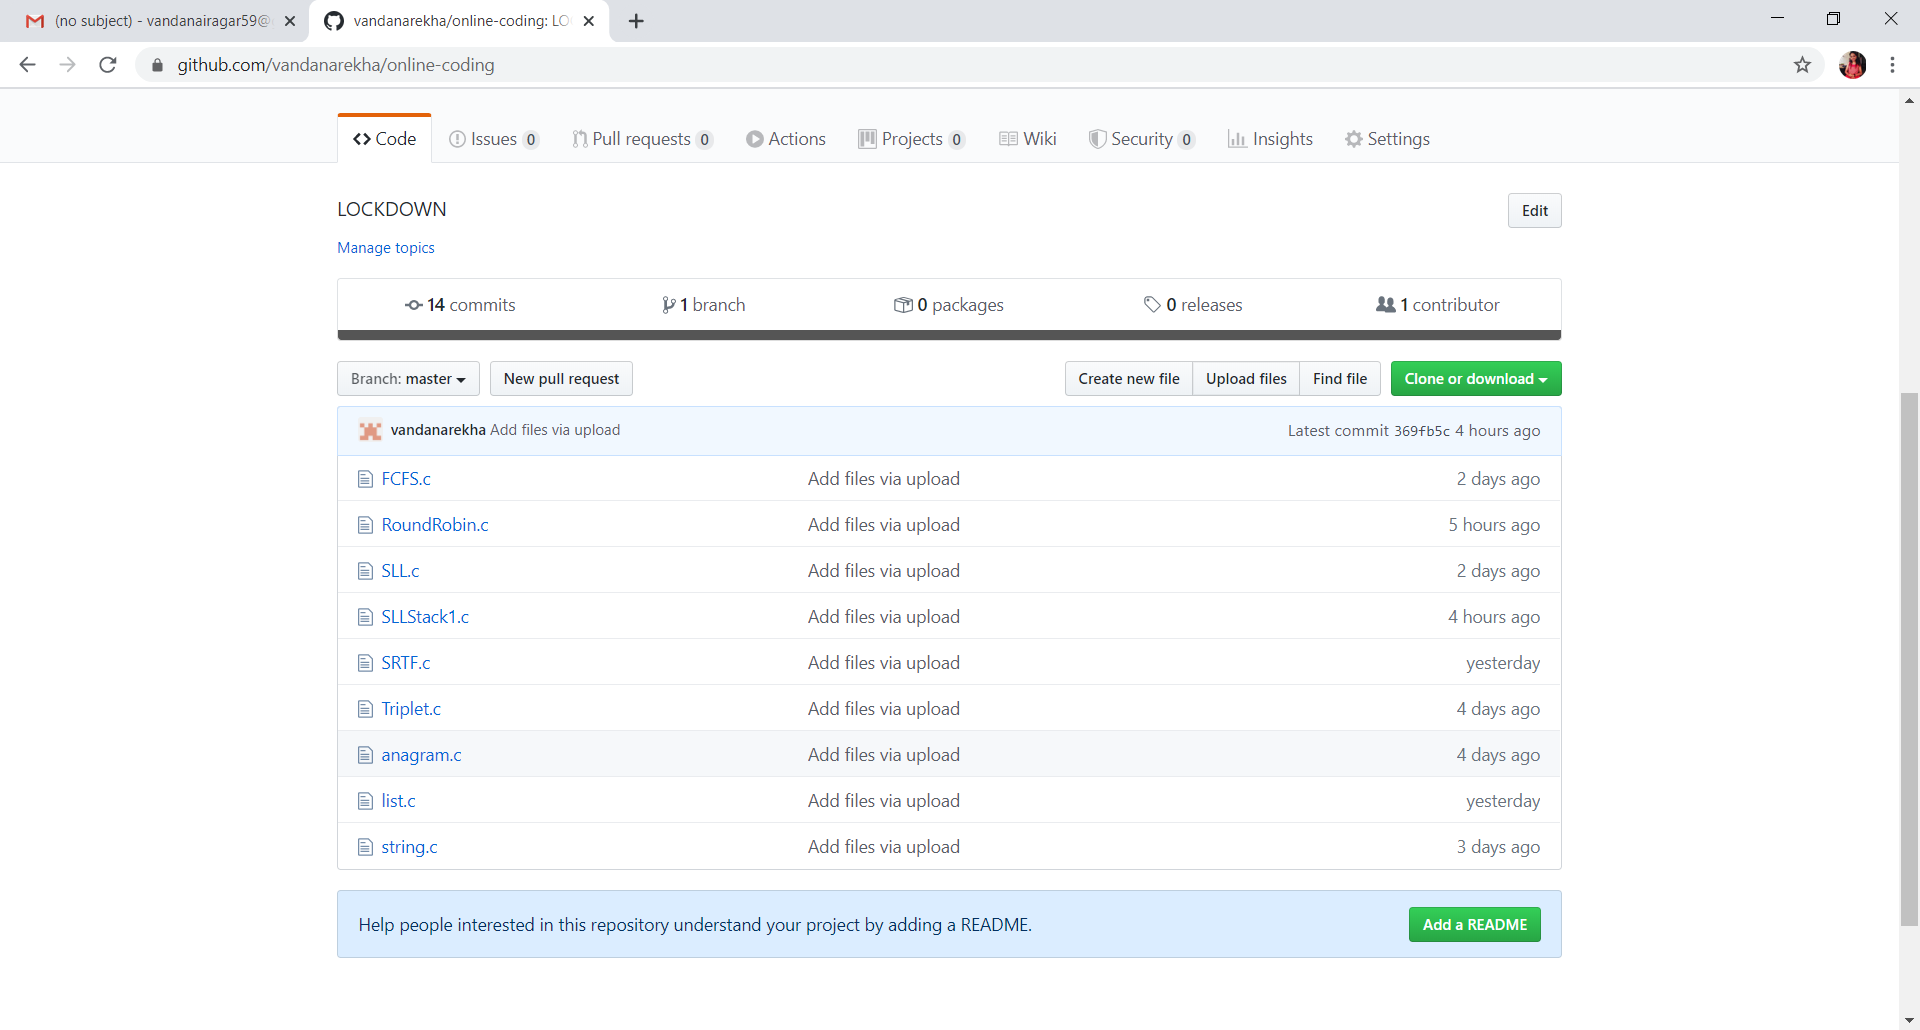 (no subject) - vandanairagar59@
vandanarekha/online-coding: LO
github.com/vandanarekha/online-coding
Code Issues 0 Pull requests 0 Actions Projects 0 Wiki Security 0 Insights Settings
LOCKDOWN Edit
Manage topics
14 commits 1 branch 0 packages 0 releases 1 contributor
Branch: master New pull request Create new file Upload files Find file Clone or download
vandanarekha Add files via upload Latest commit 369fb5c 4 hours ago
FCFS.c Add files via upload 2 days ago
RoundRobin.c Add files via upload 5 hours ago
SLL.c Add files via upload 2 days ago
SLLStack1.c Add files via upload 4 hours ago
SRTF.c Add files via upload yesterday
Triplet.c Add files via upload 4 days ago
anagram.c Add files via upload 4 days ago
list.c Add files via upload yesterday
string.c Add files via upload 3 days ago
Help people interested in this repository understand your project by adding a README. Add a README